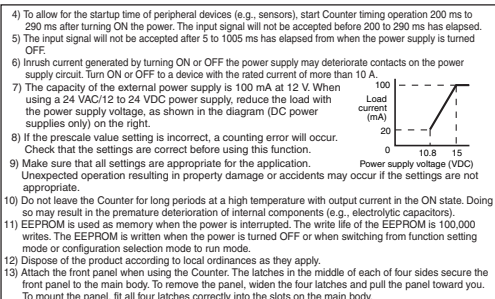 4) To allow for the startup time of peripheral devices (e.g., sensors), start Counter timing operation 200 ms to
290 ms after turning ON the power. The input signal will not be accepted before 200 to 290 ms has elapsed.
5) The input signal will not be accepted after 5 to 1005 ms has elapsed from when the power supply is turned
OFF.
6) Inrush current generated by turning ON or OFF the power supply may deteriorate contacts on the power
supply circuit. Turn ON or OFF to a device with the rated current of more than 10 A.
7) The capacity of the external power supply is 100 mA at 12 V. When
using a 24 VAC/12 to 24 VDC power supply, reduce the load with
the power supply voltage, as shown in the diagram (DC power
supplies only) on the right.
8) If the prescale value setting is incorrect, a counting error will occur.
Check that the settings are correct before using this function.
9) Make sure that all settings are appropriate for the application.
Unexpected operation resulting in property damage or accidents may occur if the settings are not
appropriate.
100
Load
current
(mA)
20
0
10.8 15
Power supply voltage (VDC)
10) Do not leave the Counter for long periods at a high temperature with output current in the ON state. Doing
so may result in the premature deterioration of internal components (e.g., electrolytic capacitors).
11) EEPROM is used as memory when the power is interrupted. The write life of the EEPROM is 100,000
writes. The EEPROM is written when the power is turned OFF or when switching from function setting
mode or configuration selection mode to run mode.
12) Dispose of the product according to local ordinances as they apply.
13) Attach the front panel when using the Counter. The latches in the middle of each of four sides secure the
front panel to the main body. To remove the panel, widen the four latches and pull the panel toward you.
To mount the panel, fit all four latches correctly into the slots on the main body.